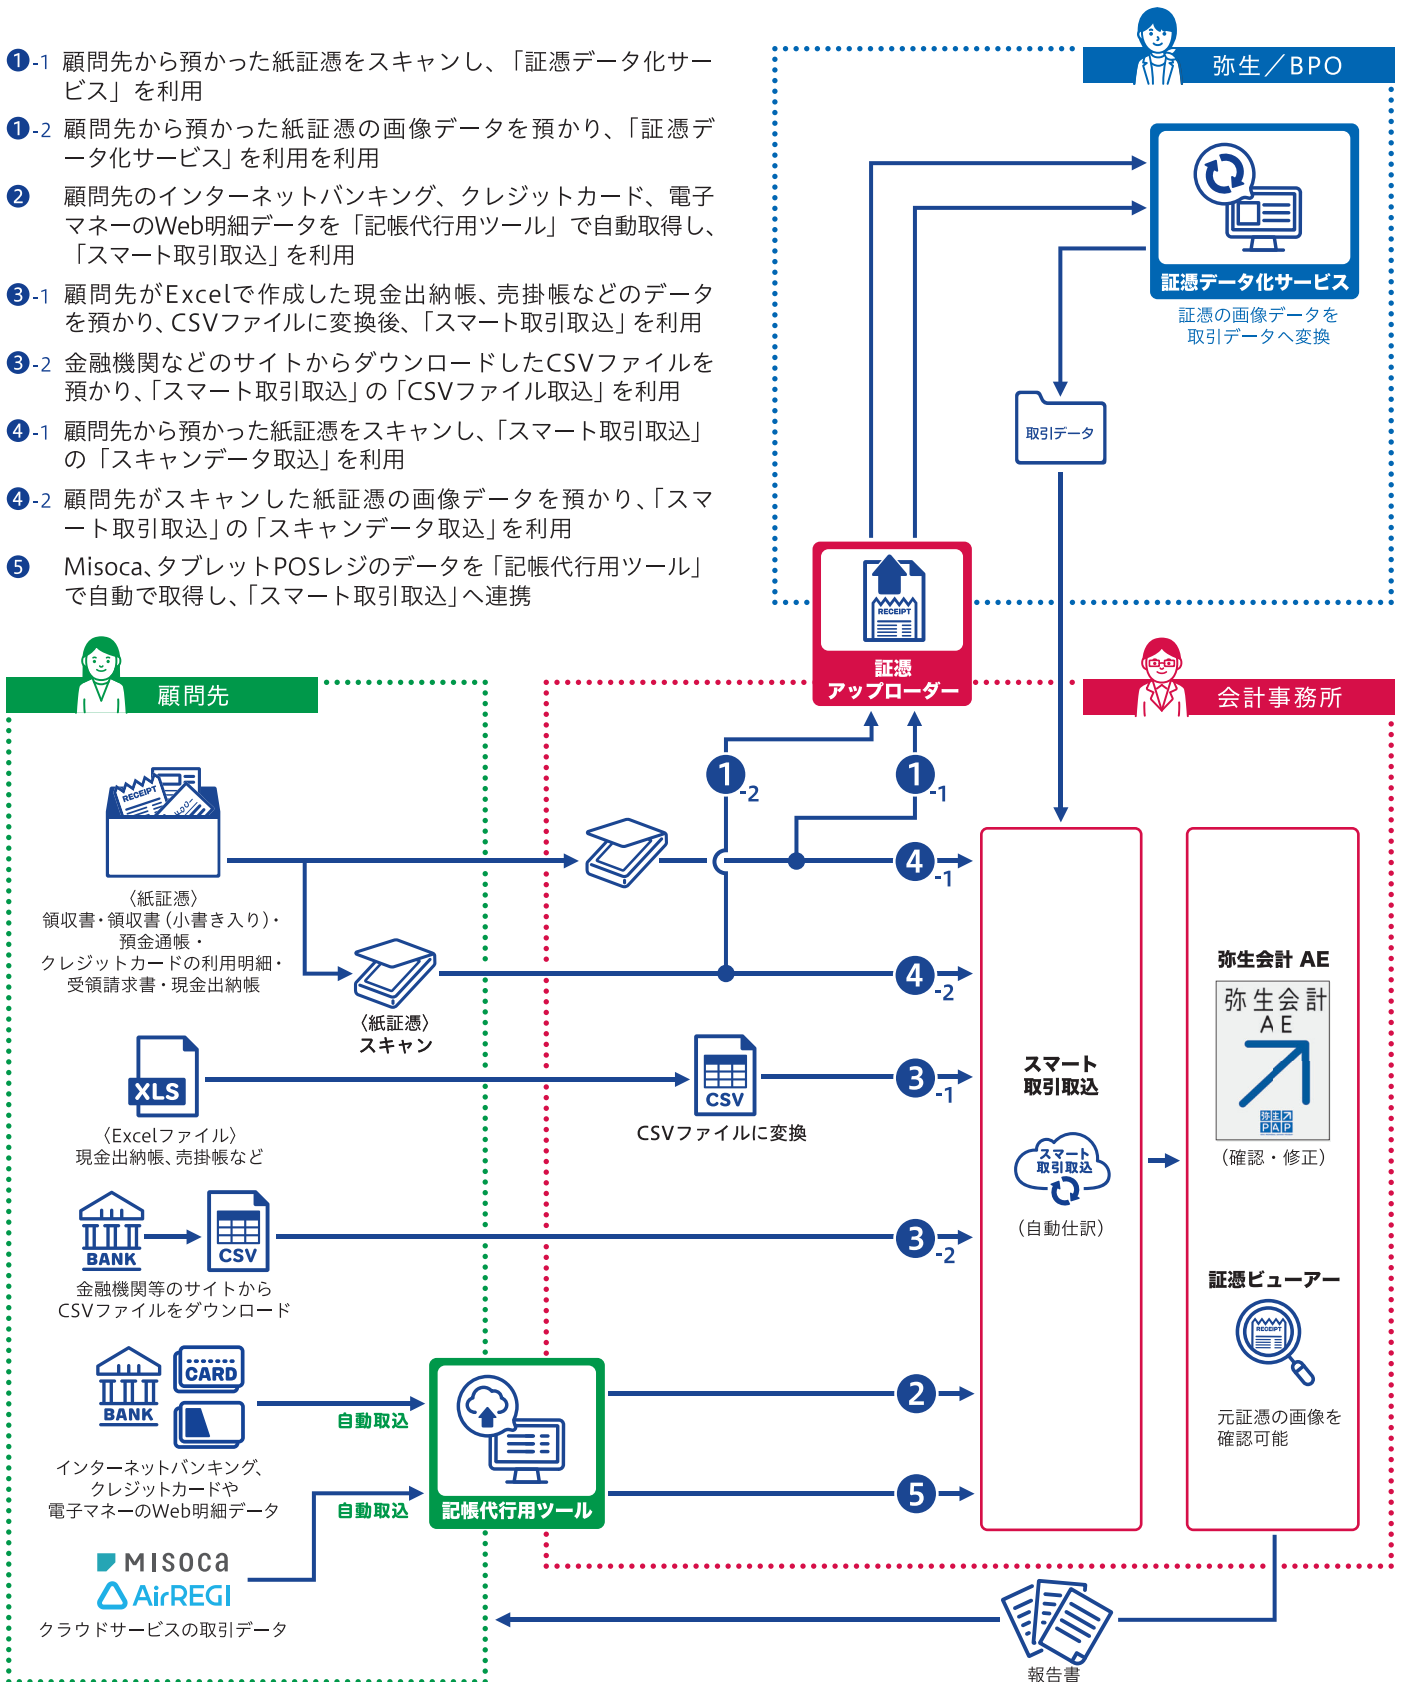 ❶-1 顧問先から預かった紙証憑をスキャンし、「証憑データ化サー
ビス」を利用
❶-2 顧問先から預かった紙証憑の画像データを預かり、「証憑デ
ータ化サービス」を利用を利用
❷ 顧問先のインターネットバンキング、クレジットカード、電子
マネーのWeb明細データを「記帳代行用ツール」で自動取得し、
「スマート取引取込」を利用
❸-1 顧問先がExcelで作成した現金出納帳、売掛帳などのデータ
を預かり、CSVファイルに変換後、「スマート取引取込」を利用
❸-2 金融機関などのサイトからダウンロードしたCSVファイルを
預かり、「スマート取引取込」の「CSVファイル取込」を利用
❹-1 顧問先から預かった紙証憑をスキャンし、「スマート取引取込」
の「スキャンデータ取込」を利用
❹-2 顧問先がスキャンした紙証憑の画像データを預かり、「スマ
ート取引取込」の「スキャンデータ取込」を利用
❺ Misoca、タブレットPOSレジのデータを「記帳代行用ツール」
で自動で取得し、「スマート取引取込」へ連携
弥生／BPO
証憑データ化サービス
証憑の画像データを
取引データへ変換
取引データ
RECEIPT
証憑
アップローダー
顧問先
会計事務所
❶-2
❶-1
RECEIPT
〈紙証憑〉
領収書・領収書（小書き入り）・
預金通帳・
クレジットカードの利用明細・
受領請求書・現金出納帳
❹-1
〈紙証憑〉
スキャン
❹-2
XLS
〈Excelファイル〉
現金出納帳、売掛帳など
CSV
CSVファイルに変換
❸-1
BANK
CSV
金融機関等のサイトから
CSVファイルをダウンロード
❸-2
BANK
CARD
インターネットバンキング、
クレジットカードや
電子マネーのWeb明細データ
自動取込
自動取込
記帳代行用ツール
❷
❺
MISOCA
AirREGI
クラウドサービスの取引データ
スマート
取引取込
スマート
取引取込
（自動仕訳）
弥生会計 AE
弥生会計
AE
弥生
PAP
（確認・修正）
証憑ビューアー
RECEIPT
元証憑の画像を
確認可能
報告書